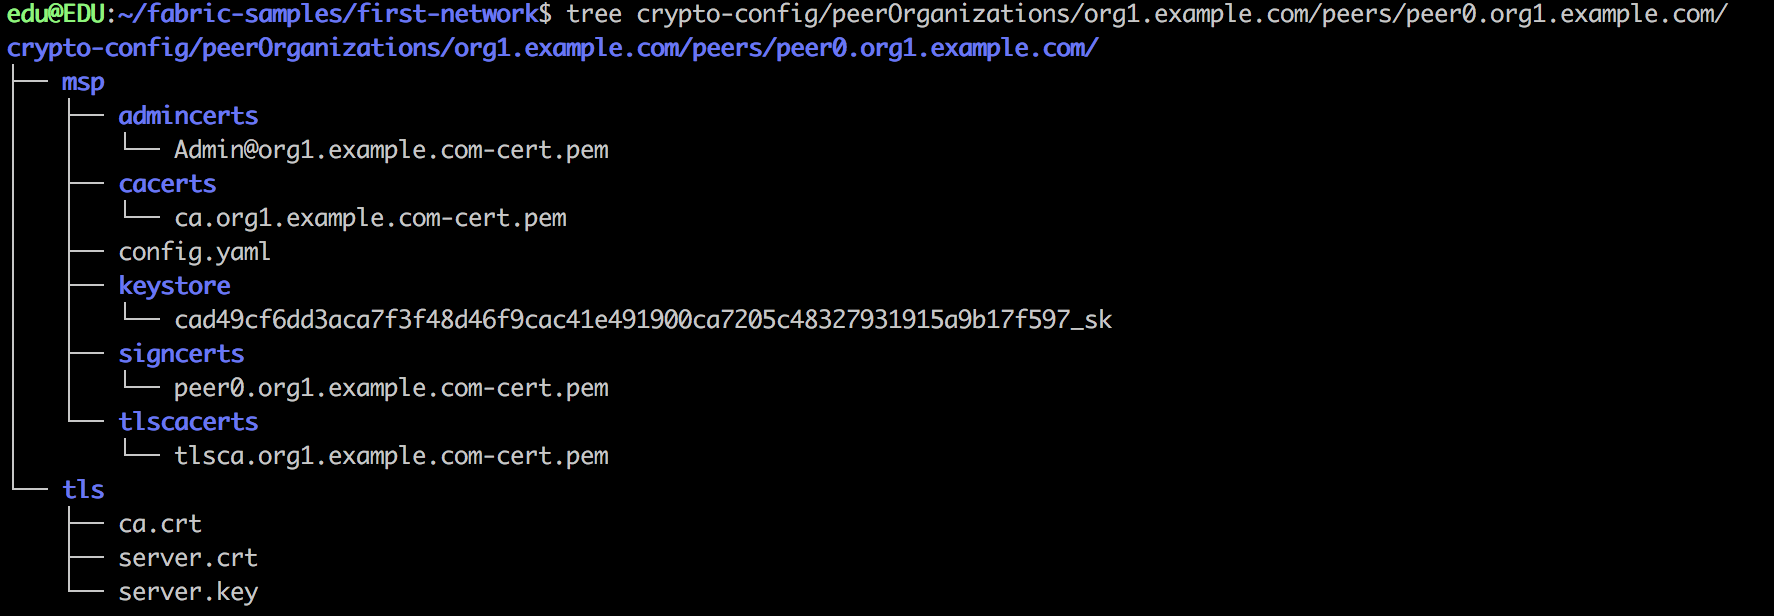 edu@EDU:~/fabric-samples/first-network$ tree crypto-config/peerOrganizations/org1.example.com/peers/peer0.org1.example.com/
crypto-config/peerOrganizations/org1.example.com/peers/peer0.org1.example.com/
├── msp
│   ├── admincerts
│   │   └── Admin@org1.example.com-cert.pem
│   ├── cacerts
│   │   └── ca.org1.example.com-cert.pem
│   ├── config.yaml
│   ├── keystore
│   │   └── cad49cf6dd3aca7f3f48d46f9cac41e491900ca7205c48327931915a9b17f597_sk
│   ├── signcerts
│   │   └── peer0.org1.example.com-cert.pem
│   └── tlscacerts
│       └── tlsca.org1.example.com-cert.pem
└── tls
    ├── ca.crt
    ├── server.crt
    └── server.key